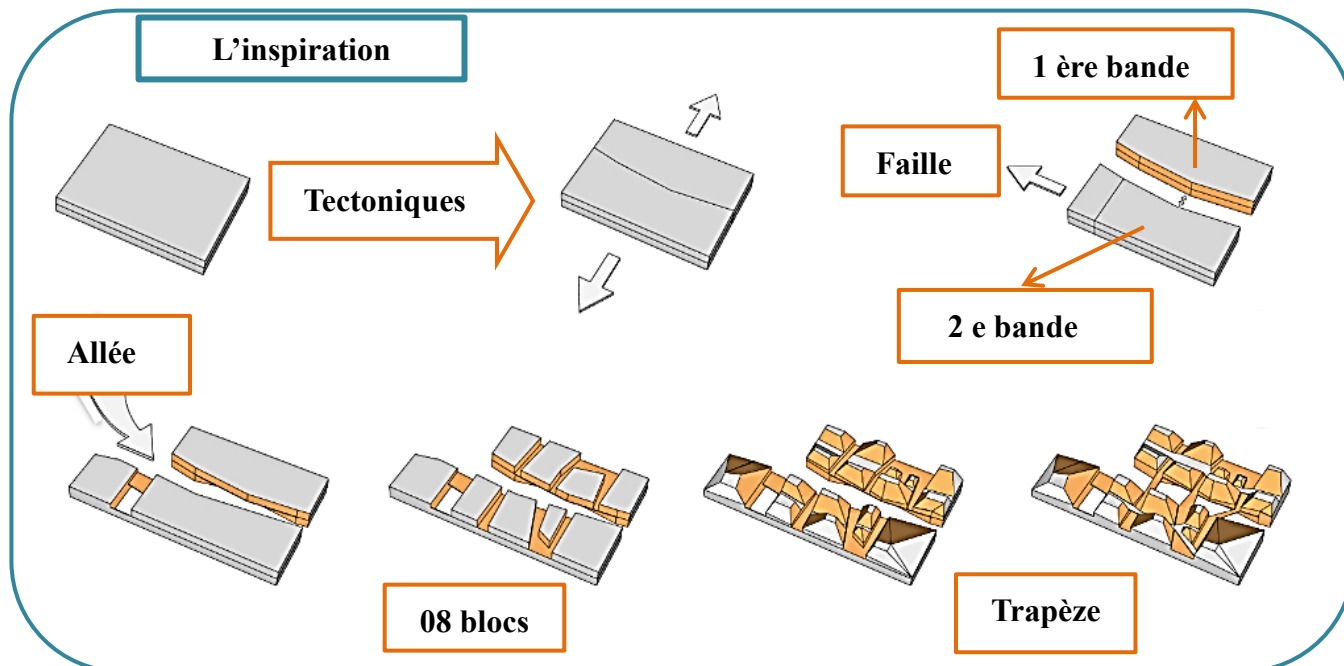 L’inspiration
1 ère bande
Faille
Tectoniques
2 e bande
Allée
08 blocs
Trapèze